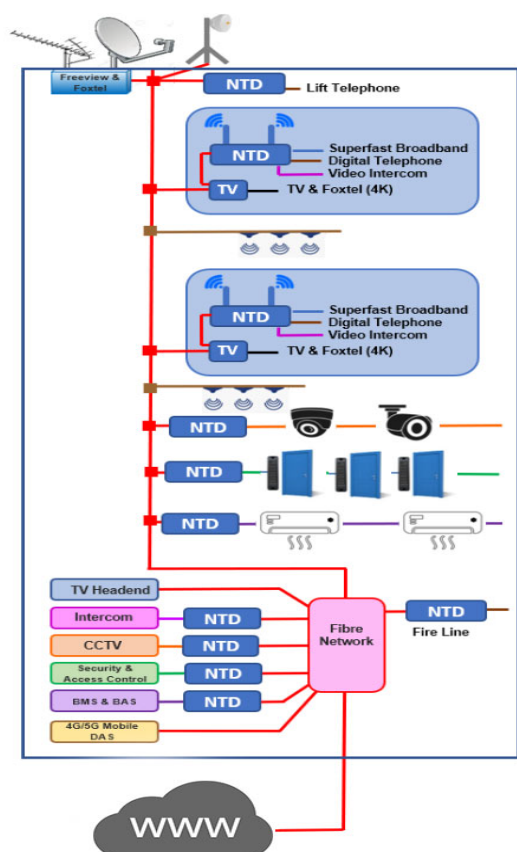 Freeview &
Foxtel
NTD
Lift Telephone
NTD
Superfast Broadband
Digital Telephone
Video Intercom
TV
TV & Foxtel (4K)
NTD
Superfast Broadband
Digital Telephone
Video Intercom
TV
TV & Foxtel (4K)
NTD
NTD
NTD
TV Headend
Intercom
NTD
CCTV
NTD
Security &
Access Control
NTD
BMS & BAS
NTD
4G/5G Mobile
DAS
Fibre
Network
NTD
Fire Line
WWW